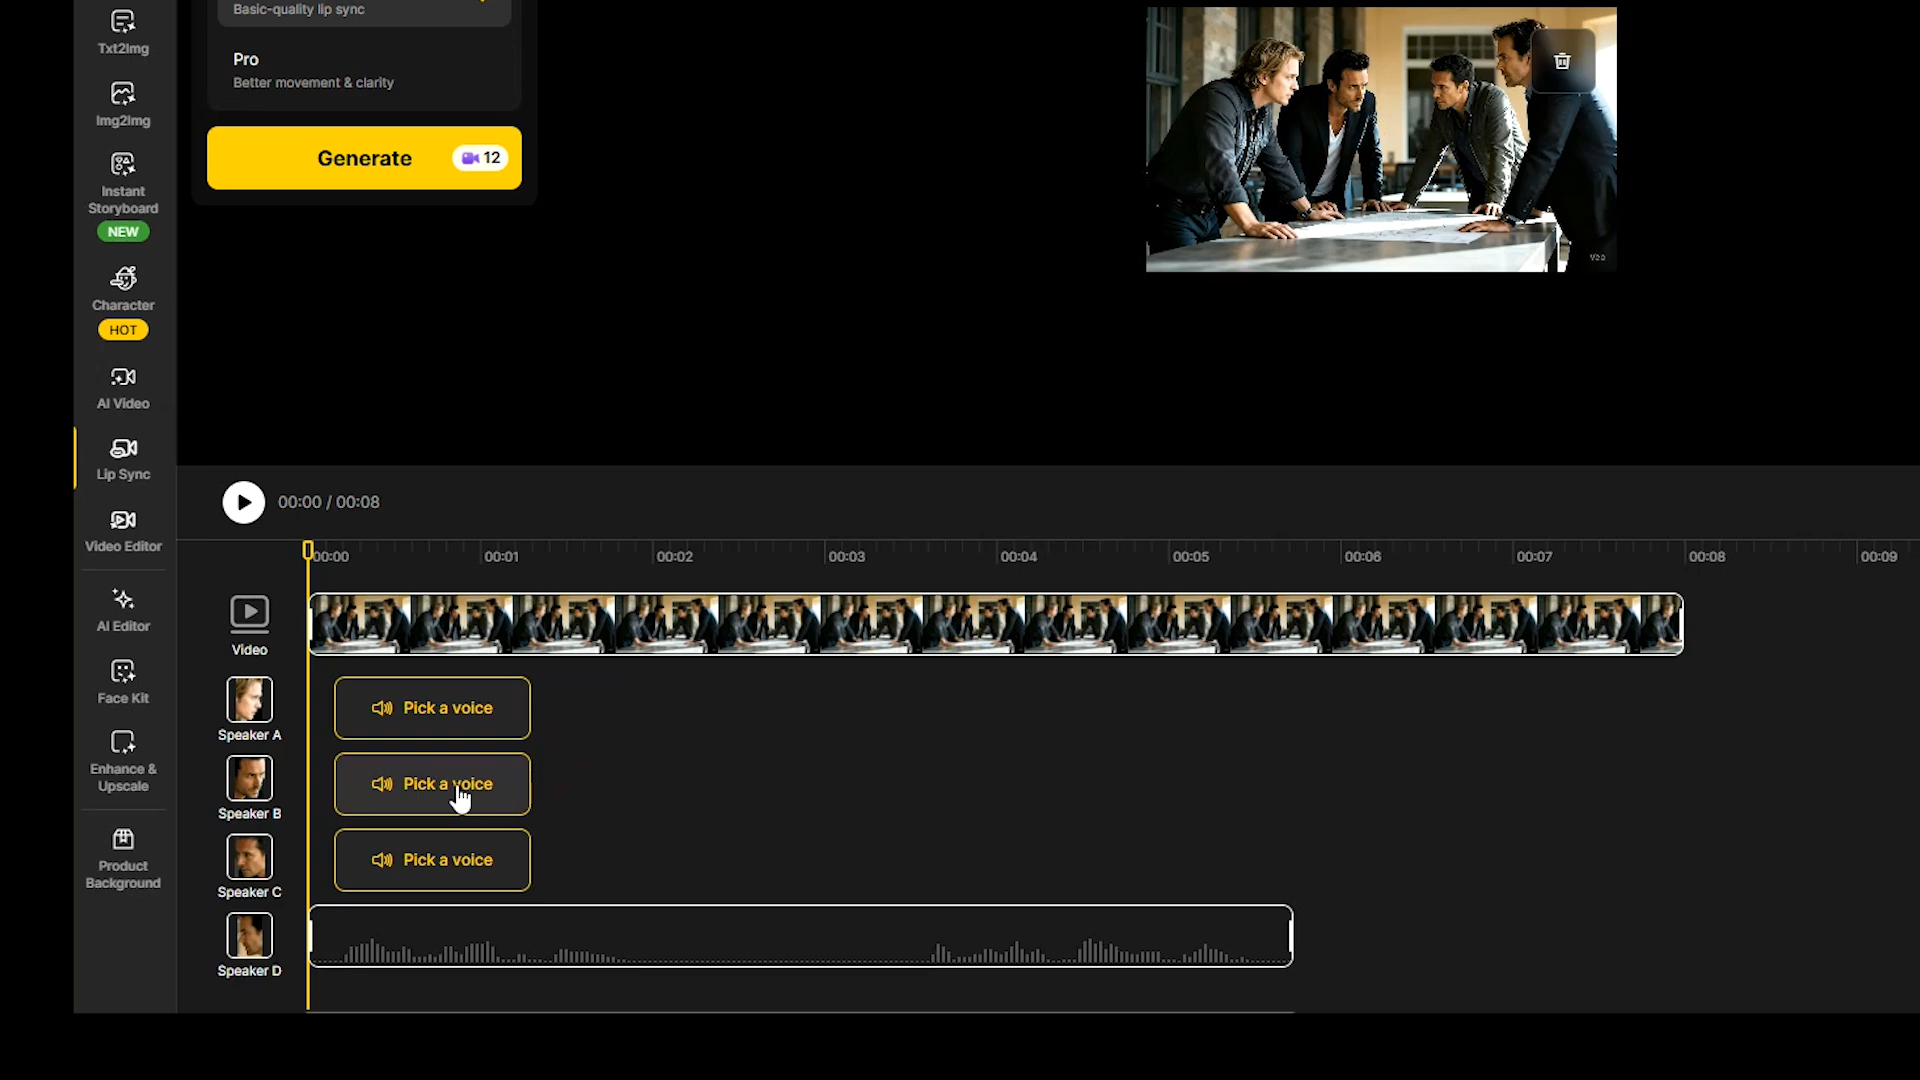 Txt2Img
Img2Img
Instant
Storyboard
NEW
Character
HOT
AI Video
Lip Sync
Video Editor
AI Editor
Face Kit
Enhance &
Upscale
Product
Background
Basic-quality lip sync
Pro
Better movement & clarity
Generate
12
Veo
00:00 / 00:08
00:00
00:01
00:02
00:03
00:04
00:05
00:06
00:07
00:08
00:09
Video
Speaker A
Pick a voice
Speaker B
Pick a voice
Speaker C
Pick a voice
Speaker D